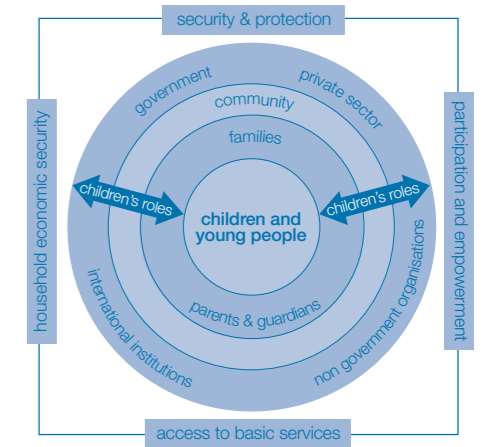 security & protection
government
private sector
community
families
household economic security
participation and empowerment
children's roles
children's roles
children and
young people
parents & guardians
international institutions
non government organisations
access to basic services